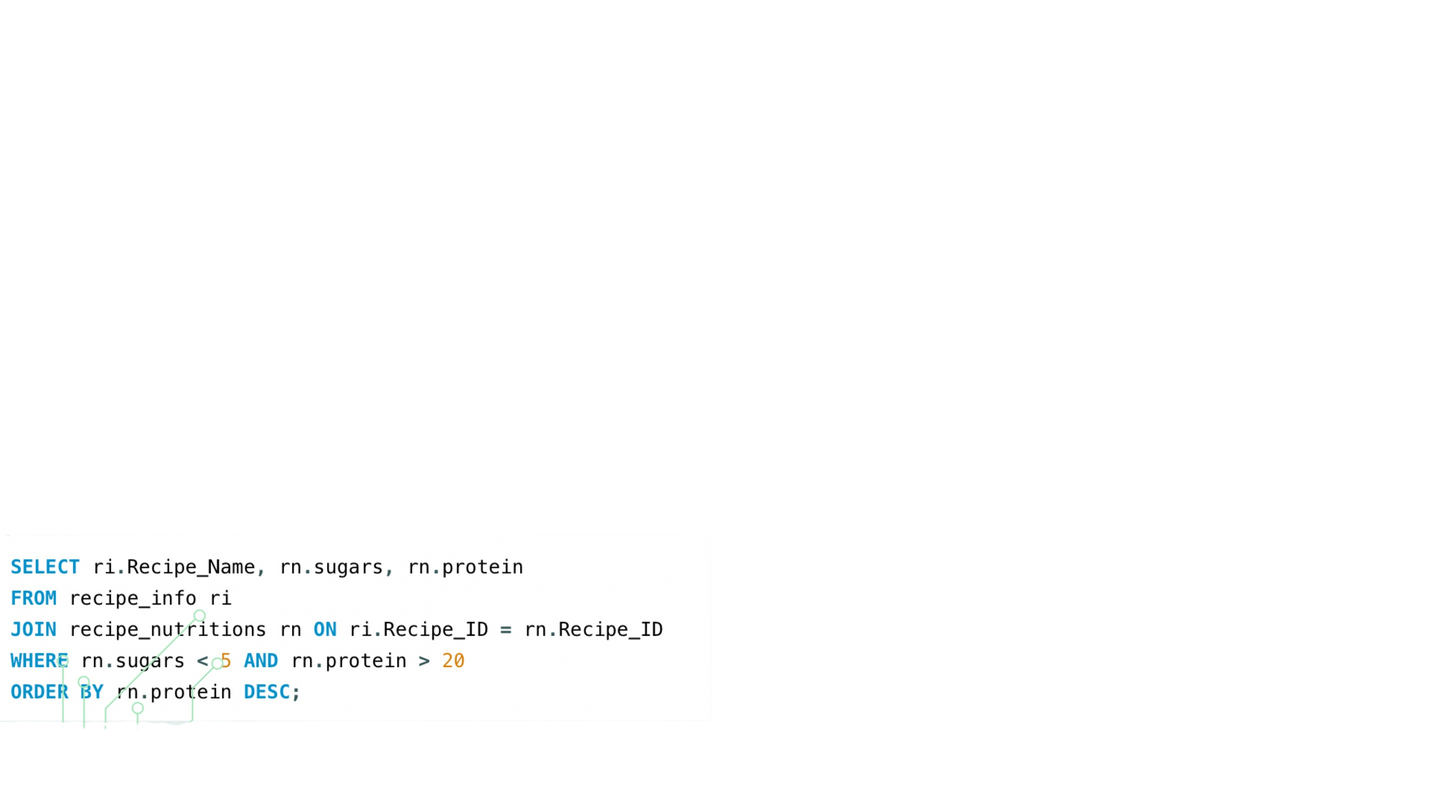 SELECT ri.Recipe_Name, rn.sugars, rn.protein
FROM recipe_info ri
JOIN recipe_nutritions rn ON ri.Recipe_ID = rn.Recipe_ID
WHERE rn.sugars < 5 AND rn.protein > 20
ORDER BY rn.protein DESC;